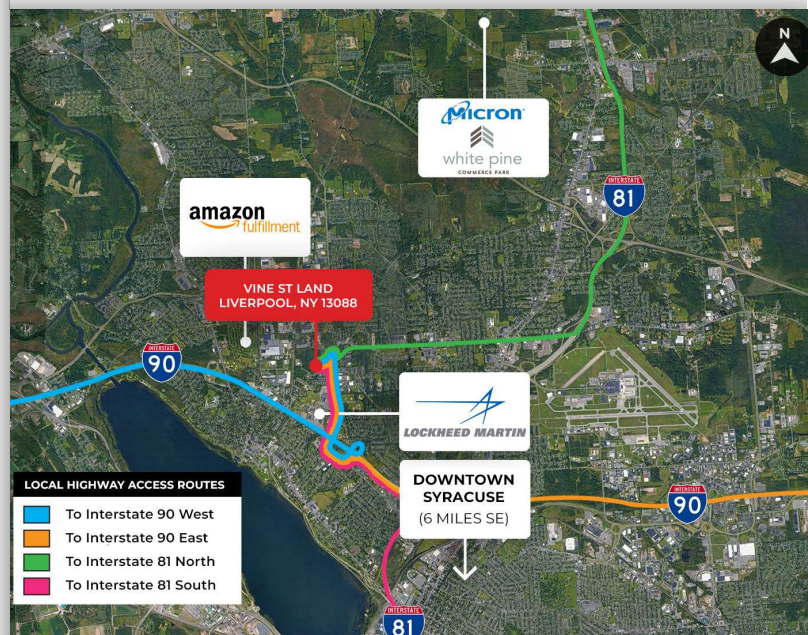 N
Micron
white pine
COMMERCE PARK
INTERSTATE
81
amazon
fulfillment
VINE ST LAND
LIVERPOOL, NY 13088
INTERSTATE
90
LOCKHEED MARTIN
LOCAL HIGHWAY ACCESS ROUTES
To Interstate 90 West
To Interstate 90 East
To Interstate 81 North
To Interstate 81 South
DOWNTOWN
SYRACUSE
(6 MILES SE)
INTERSTATE
90
INTERSTATE
81